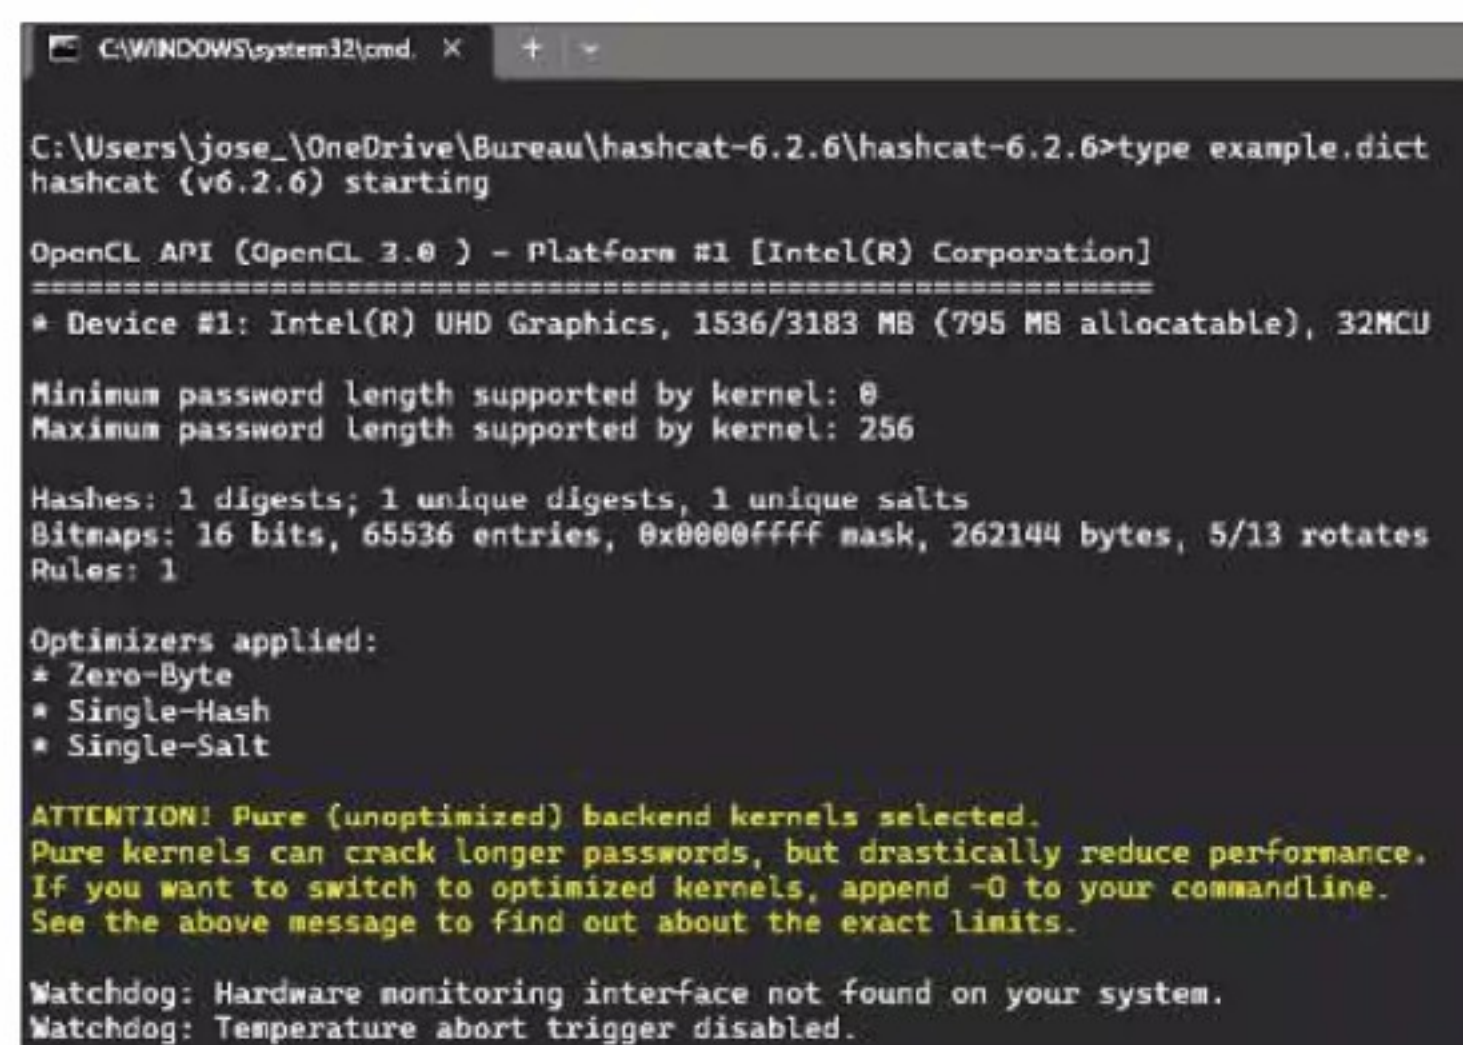 C:\WINDOWS\system32\cmd.
C:\Users\jose_\OneDrive\Bureau\hashcat-6.2.6\hashcat-6.2.6>type example.dict
hashcat (v6.2.6) starting
OpenCL API (OpenCL 3.0 ) - Platform #1 [Intel(R) Corporation]
=============================================================
* Device #1: Intel(R) UHD Graphics, 1536/3183 MB (795 MB allocatable), 32MCU
Minimum password length supported by kernel: 0
Maximum password length supported by kernel: 256
Hashes: 1 digests; 1 unique digests, 1 unique salts
Bitmaps: 16 bits, 65536 entries, 0x0000ffff mask, 262144 bytes, 5/13 rotates
Rules: 1
Optimizers applied:
* Zero-Byte
* Single-Hash
* Single-Salt
ATTENTION! Pure (unoptimized) backend kernels selected.
Pure kernels can crack longer passwords, but drastically reduce performance.
If you want to switch to optimized kernels, append -O to your commandline.
See the above message to find out about the exact limits.
Watchdog: Hardware monitoring interface not found on your system.
Watchdog: Temperature abort trigger disabled.